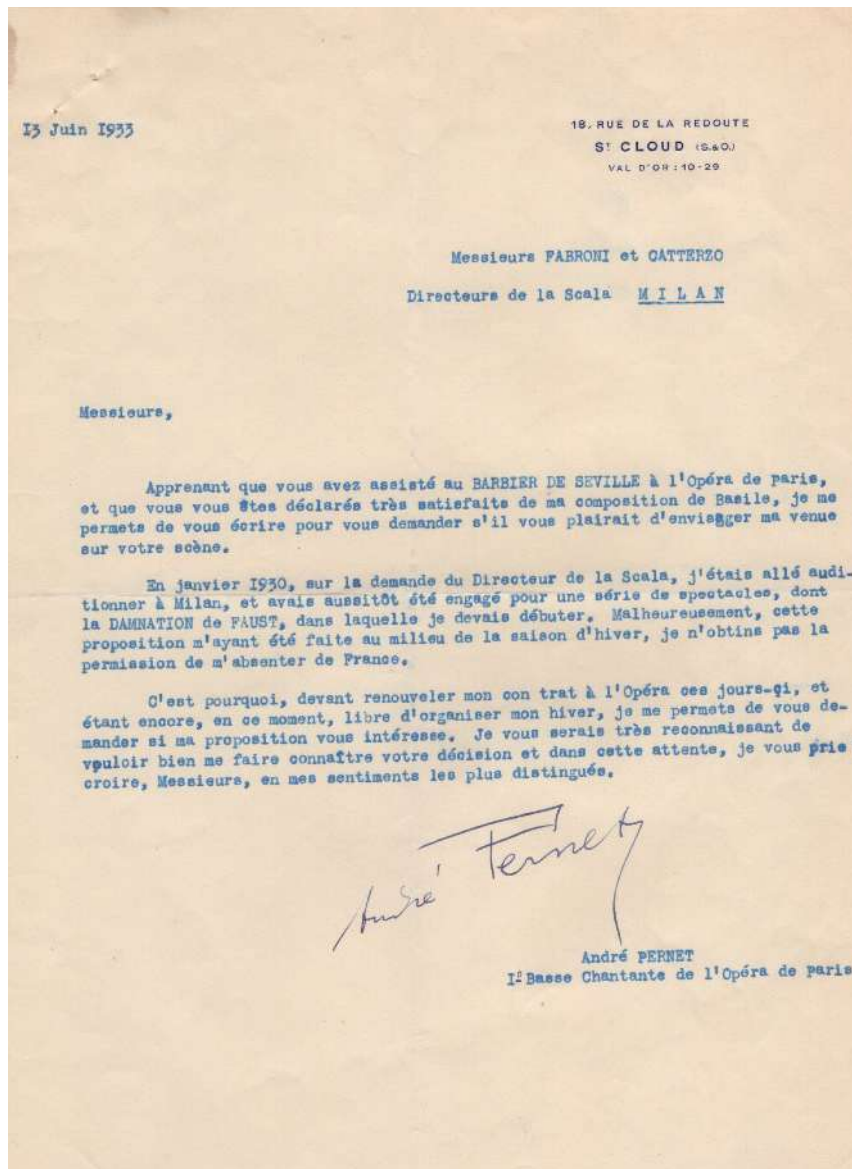 13 Juin 1933
18, RUE DE LA REDOUTE
ST CLOUD (S.&O.)
VAL D'OR : 10-29
Messieurs FABRONI et CATTERZO
Directeurs de la Scala MILAN
Messieurs,
Apprenant que vous avez assisté au BARBIER DE SEVILLE à l'Opéra de paris,
et que vous vous êtes déclarés très satisfaits de ma composition de Basile, je me
permets de vous écrire pour vous demander s'il vous plairait d'envisager ma venue
sur votre scène.
En janvier 1930, sur la demande du Directeur de la Scala, j'étais allé audi-
tionner à Milan, et avais aussitôt été engagé pour une série de spectacles, dont
la DAMNATION de FAUST, dans laquelle je devais débuter. Malheureusement, cette
proposition m'ayant été faite au milieu de la saison d'hiver, je n'obtins pas la
permission de m'absenter de France.
C'est pourquoi, devant renouveler mon con trat à l'Opéra ces jours-çi, et
étant encore, en ce moment, libre d'organiser mon hiver, je me permets de vous de-
mander si ma proposition vous intéresse. Je vous serais très reconnaissant de
vouloir bien me faire connaître votre décision et dans cette attente, je vous prie
croire, Messieurs, en mes sentiments les plus distingués.
André Pernet
André PERNET
Iº Basse Chantante de l'Opéra de paris